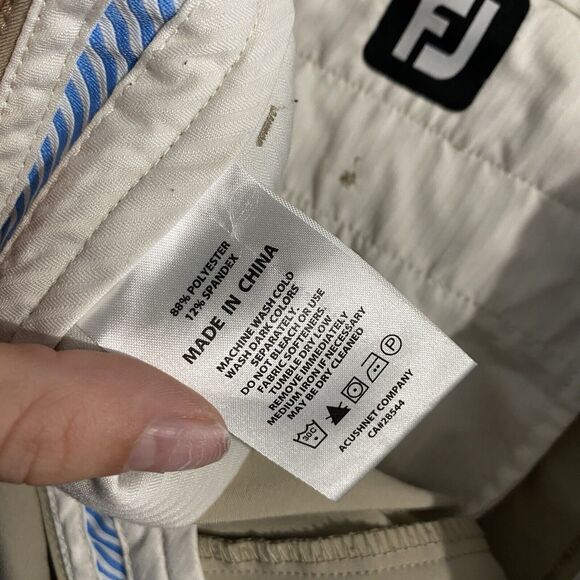 FJ
88% POLYESTER
12% SPANDEX
MADE IN CHINA
MACHINE WASH COLD
WASH DARK COLORS
SEPARATELY.
DO NOT BLEACH OR USE
FABRIC SOFTENERS.
TUMBLE DRY LOW
REMOVE IMMEDIATELY
MEDIUM IRON IF NECESSARY
MAY BE DRY CLEANED
30C P
ACUSHNET COMPANY
CA#28544